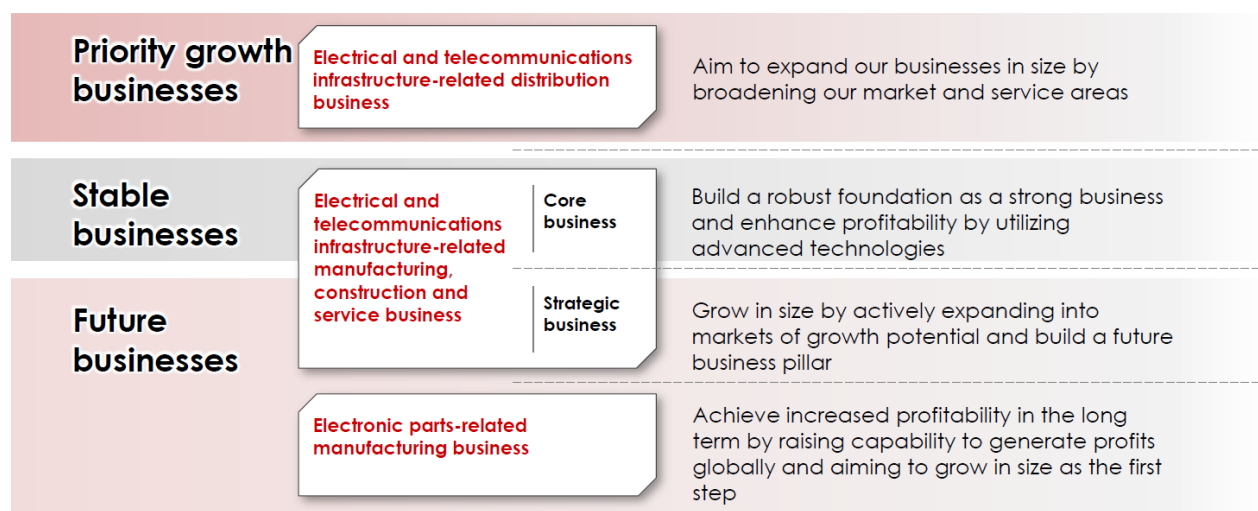 Priority growth
businesses
Electrical and telecommunications
infrastructure-related distribution
business
Aim to expand our businesses in size by
broadening our market and service areas
Stable
businesses
Electrical and
telecommunications
infrastructure-related
manufacturing,
construction and
service business
Core
business
Build a robust foundation as a strong business
and enhance profitability by utilizing
advanced technologies
Future
businesses
Strategic
business
Grow in size by actively expanding into
markets of growth potential and build a future
business pillar
Electronic parts-related
manufacturing business
Achieve increased profitability in the long
term by raising capability to generate profits
globally and aiming to grow in size as the first
step